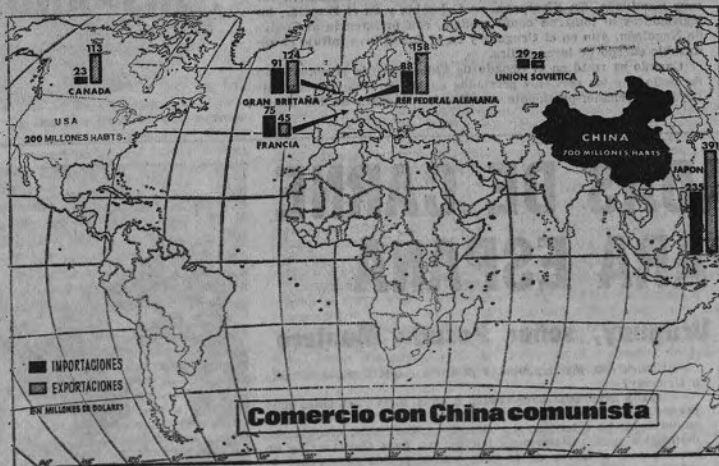 113
23
CANADA
USA
200 MILLONES HABTS.
91 124
GRAN BRETAÑA
75 45
FRANCIA
158
88
REP. FEDERAL ALEMANA
29 28
UNION SOVIETICA
CHINA
700 MILLONES HABTS
JAPON
391
235
IMPORTACIONES
EXPORTACIONES
EN MILLONES DE DOLARES
Comercio con China comunista